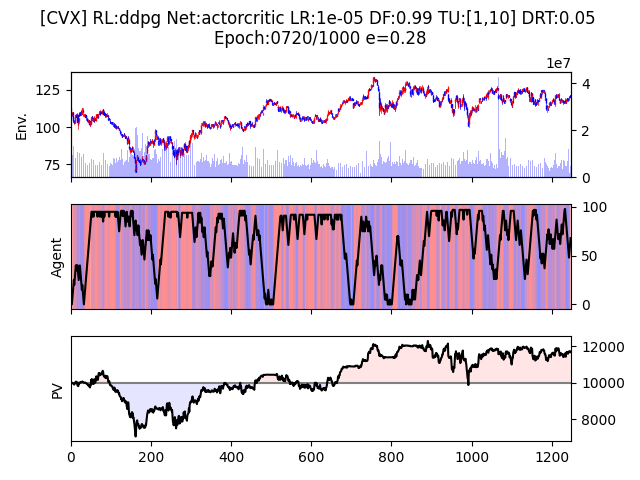 [CVX] RL:ddpg Net:actorcritic LR:1e-05 DF:0.99 TU:[1,10] DRT:0.05
Epoch:0720/1000 e=0.28
1e7
125
100
75
Env.
4
2
0
Agent
100
50
0
PV
12000
10000
8000
0 200 400 600 800 1000 1200